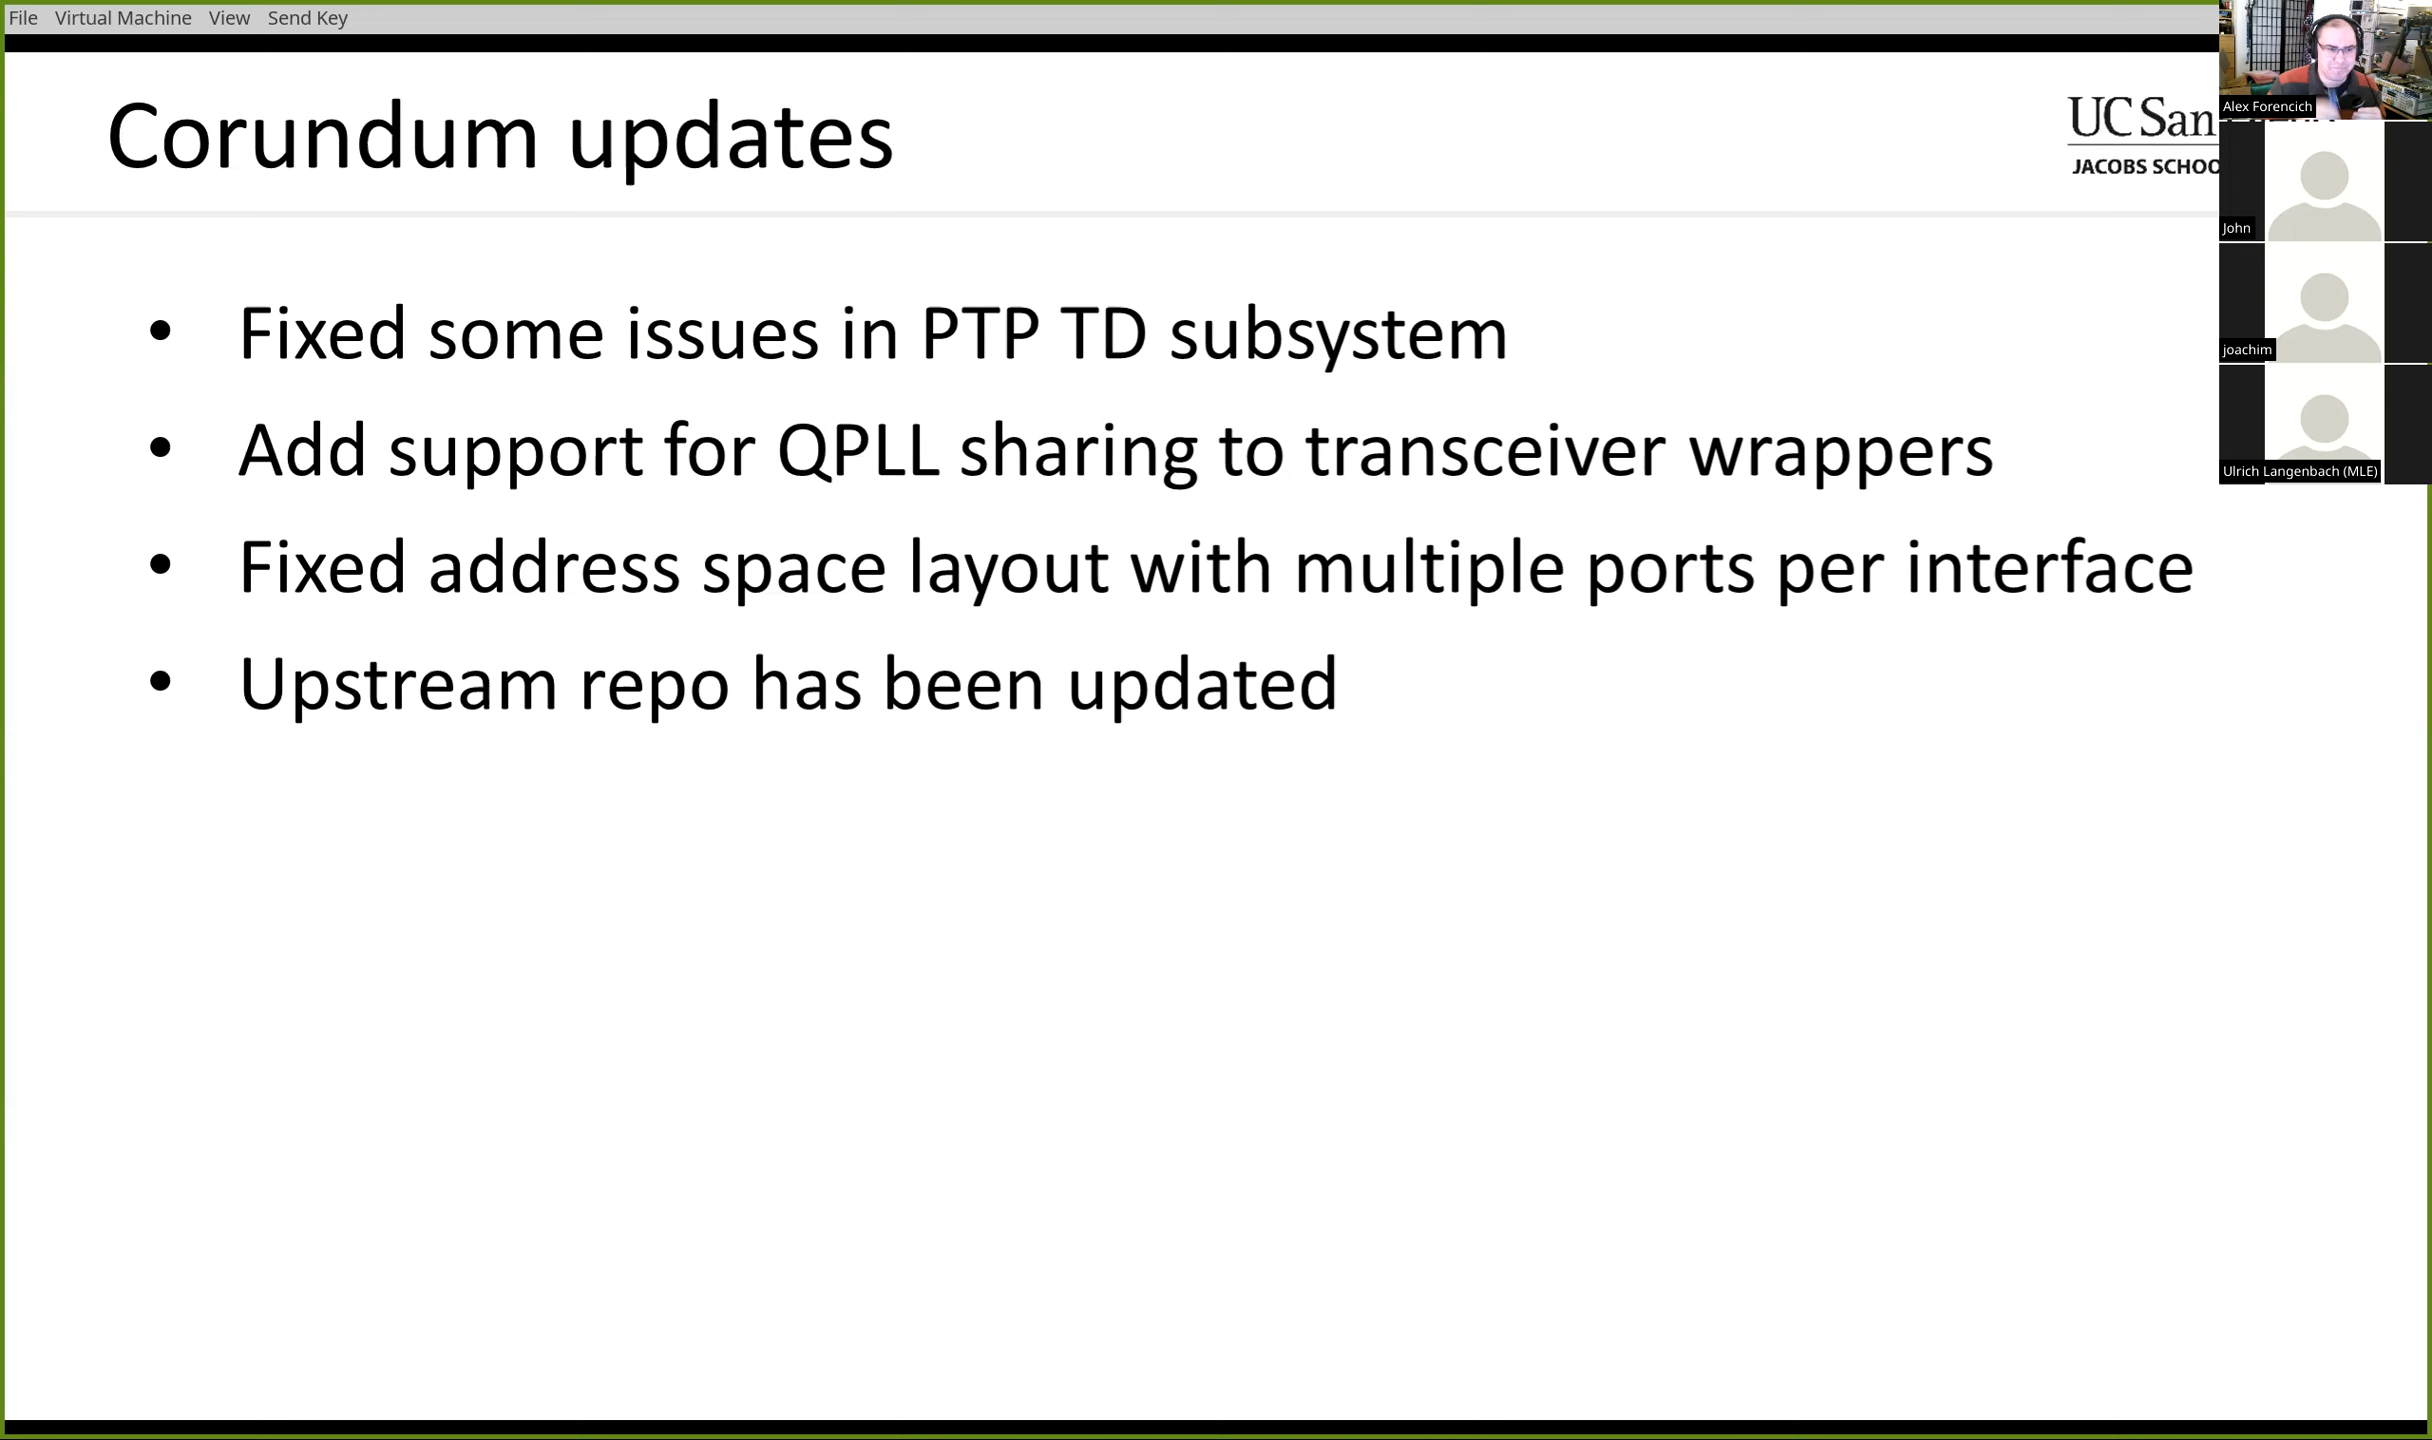 File Virtual Machine View Send Key
Corundum updates
UC San
JACOBS SCHOO
• Fixed some issues in PTP TD subsystem
• Add support for QPLL sharing to transceiver wrappers
• Fixed address space layout with multiple ports per interface
• Upstream repo has been updated
Alex Forencich
John
joachim
Ulrich Langenbach (MLE)